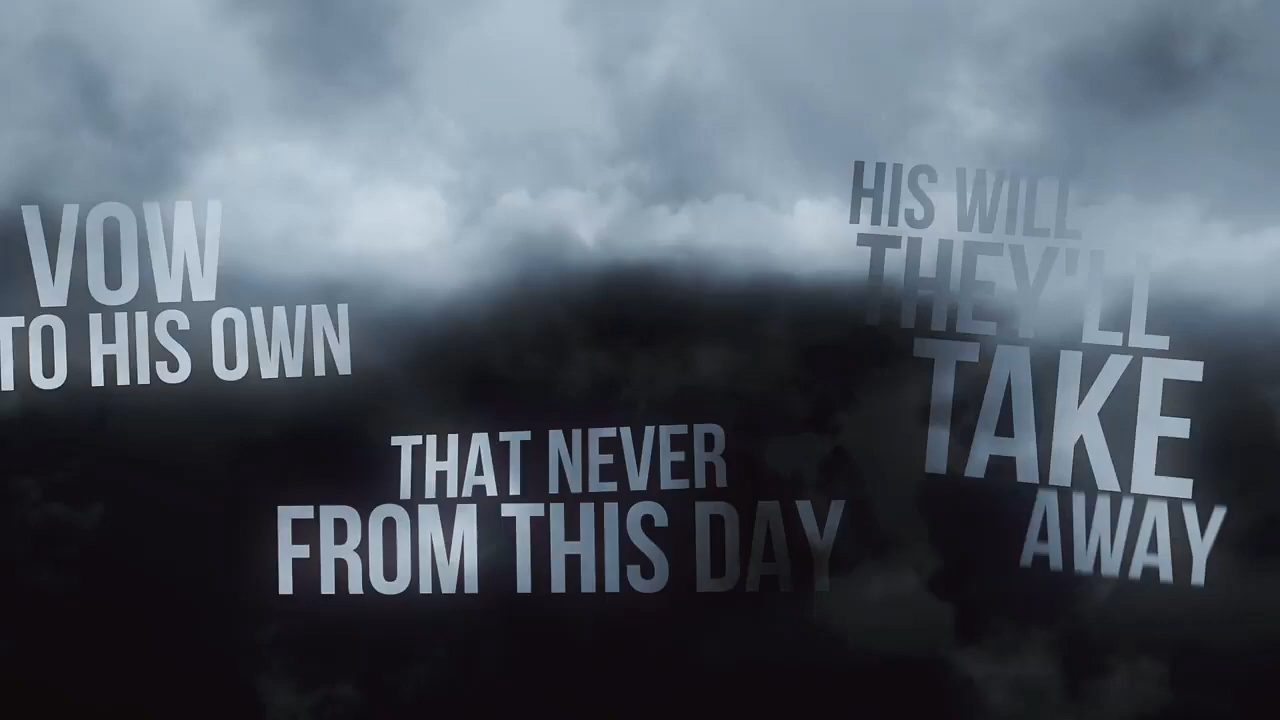 VOW
TO HIS OWN
THAT NEVER
FROM THIS DAY
HIS WILL
THEY'LL
TAKE
AWAY